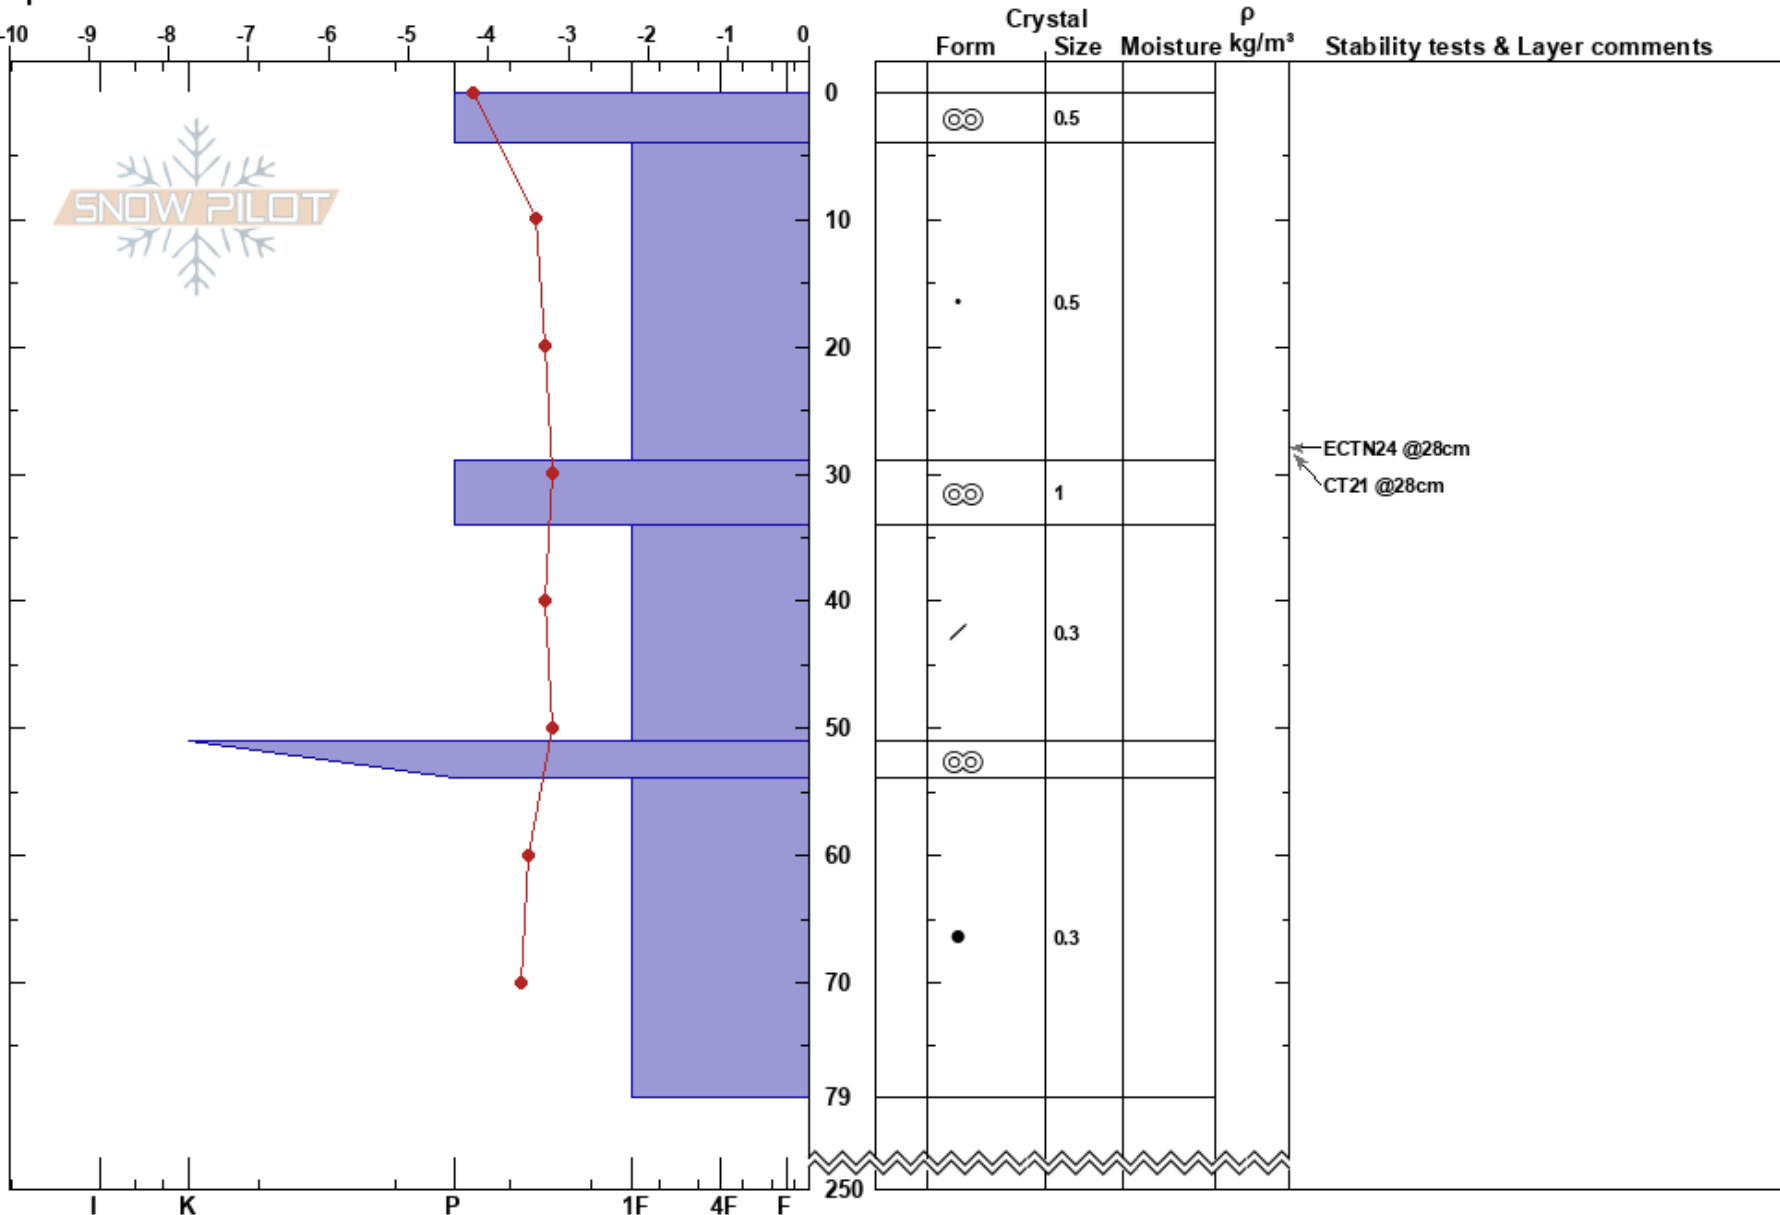 Crystal ρ
-10 -9 -8 -7 -6 -5 -4 -3 -2 -1 0 Form Size Moisture kg/m³ Stability tests & Layer comments
0
0.5
SNOW PILOT
10
0.5
20
ECTN24 @28cm
30
1
CT21 @28cm
40
0.3
50
60
0.3
70
79
250
I K P 1F 4F F